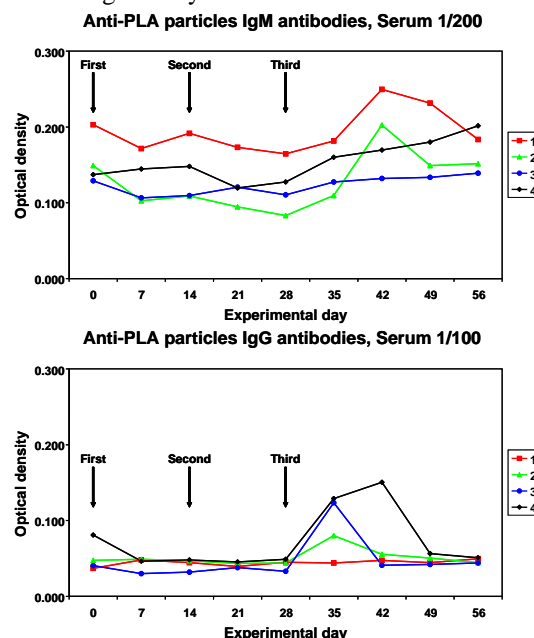 Anti-PLA particles IgM antibodies, Serum 1/200
0.300
First Second Third
0.200
Optical density
1
2
3
4
0.100
0.000
0 7 14 21 28 35 42 49 56
Experimental day
Anti-PLA particles IgG antibodies, Serum 1/100
0.300
First Second Third
0.200
Optical density
1
2
3
4
0.100
0.000
0 7 14 21 28 35 42 49 56
Experimental day